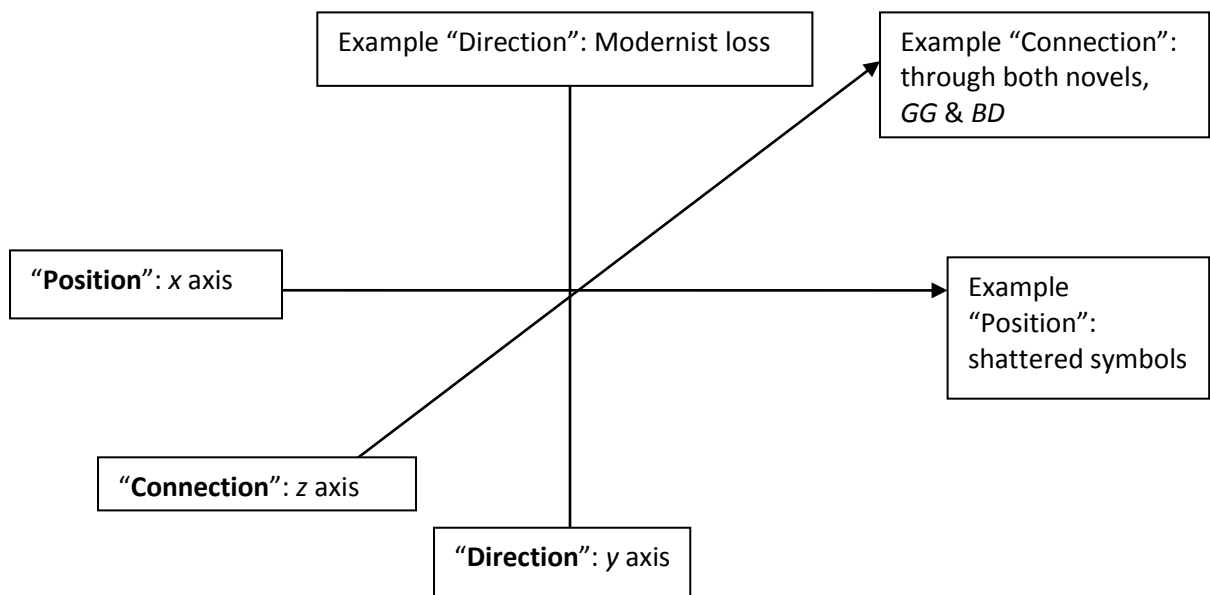 Example “Direction”: Modernist loss
Example “Connection”:
through both novels,
GG & BD
“Position”: x axis
Example
“Position”:
shattered symbols
“Connection”: z axis
“Direction”: y axis